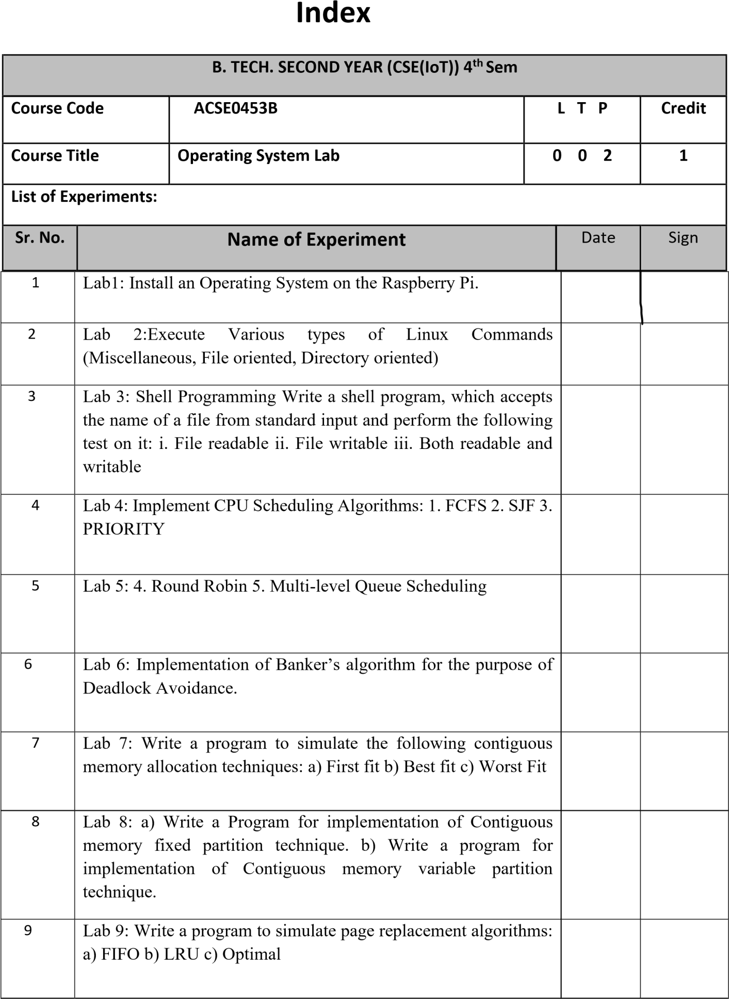 Index
B. TECH. SECOND YEAR (CSE(IoT)) 4th Sem
Course Code ACSE0453B L T P Credit
Course Title Operating System Lab 0 0 2 1
List of Experiments:
Sr. No. Name of Experiment Date Sign
1 Lab1: Install an Operating System on the Raspberry Pi.
2 Lab 2:Execute Various types of Linux Commands
(Miscellaneous, File oriented, Directory oriented)
3 Lab 3: Shell Programming Write a shell program, which accepts
the name of a file from standard input and perform the following
test on it: i. File readable ii. File writable iii. Both readable and
writable
4 Lab 4: Implement CPU Scheduling Algorithms: 1. FCFS 2. SJF 3.
PRIORITY
5 Lab 5: 4. Round Robin 5. Multi-level Queue Scheduling
6 Lab 6: Implementation of Banker’s algorithm for the purpose of
Deadlock Avoidance.
7 Lab 7: Write a program to simulate the following contiguous
memory allocation techniques: a) First fit b) Best fit c) Worst Fit
8 Lab 8: a) Write a Program for implementation of Contiguous
memory fixed partition technique. b) Write a program for
implementation of Contiguous memory variable partition
technique.
9 Lab 9: Write a program to simulate page replacement algorithms:
a) FIFO b) LRU c) Optimal